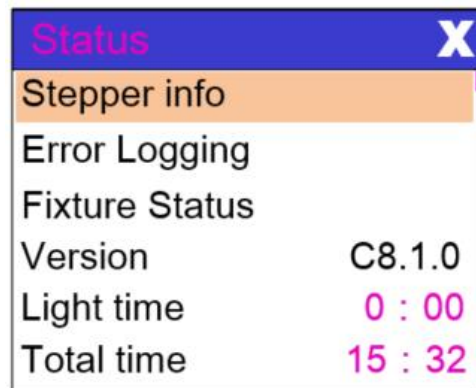 Status X
Stepper info
Error Logging
Fixture Status
Version C8.1.0
Light time 0 : 00
Total time 15 : 32